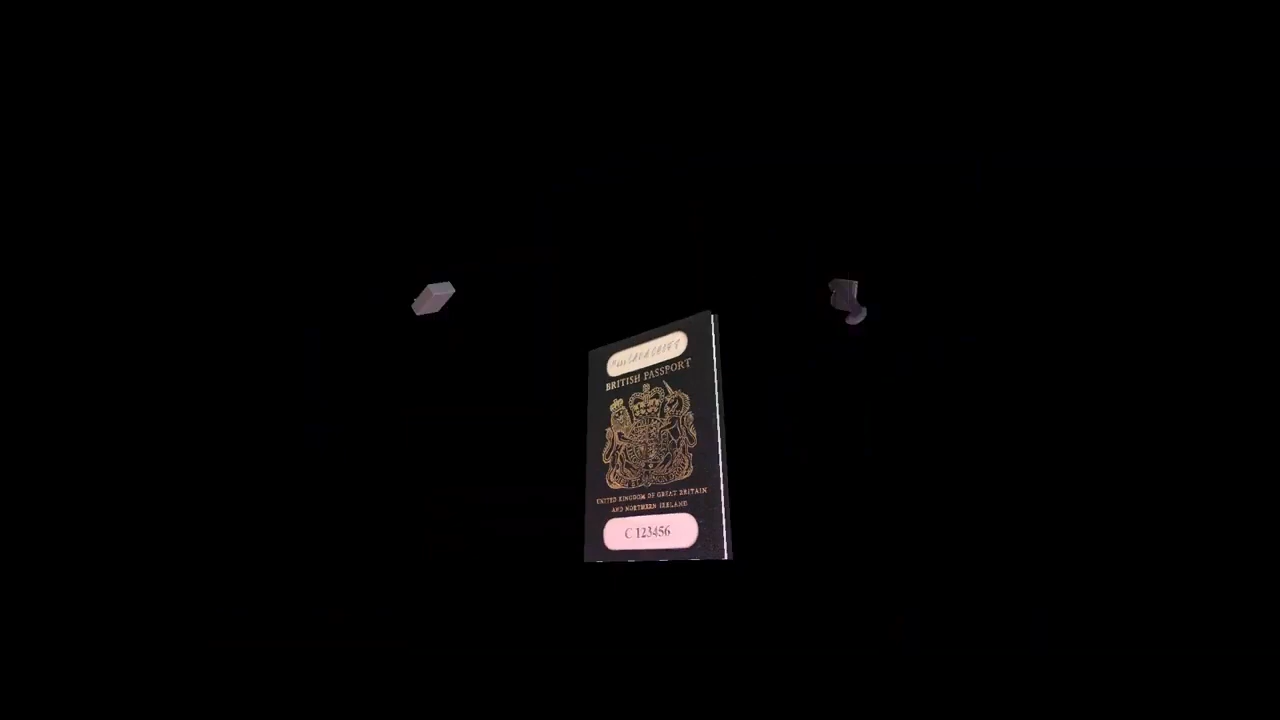 BRITISH PASSPORT
UNITED KINGDOM OF GREAT BRITAIN
AND NORTHERN IRELAND
C 123456